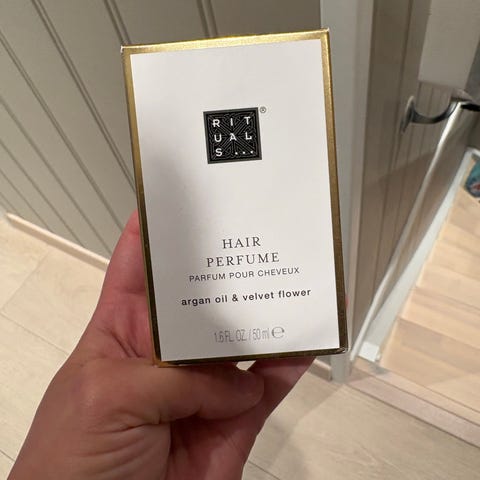 RIT
UAL
S...
®
HAIR
PERFUME
PARFUM POUR CHEVEUX
argan oil & velvet flower
1.6 FL. OZ. / 50 ml ℮